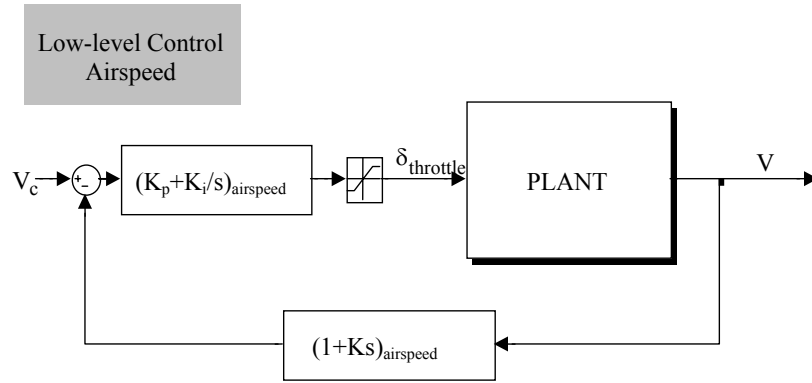 Low-level Control
Airspeed
V_c
+
−
(K_p+K_i/s)_airspeed
δ_throttle
PLANT
V
(1+Ks)_airspeed